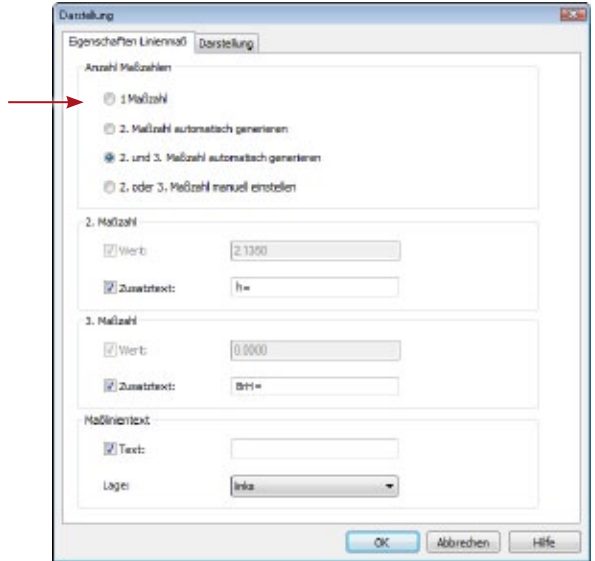 Darstellung
Eigenschaften Linienmaß Darstellung
Anzahl Maßzahlen
1 Maßzahl
2. Maßzahl automatisch generieren
2. und 3. Maßzahl automatisch generieren
2. oder 3. Maßzahl manuell einstellen
2. Maßzahl
Wert: 2.1350
Zusatztext: h=
3. Maßzahl
Wert: 0.0000
Zusatztext: BrH=
Maßlinientext
Text:
Lage: links
OK Abbrechen Hilfe